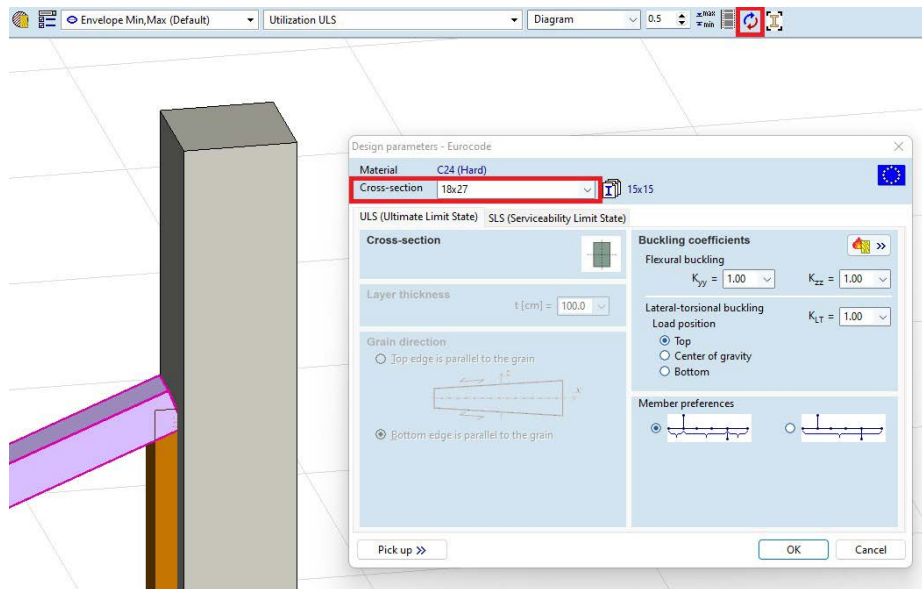 Envelope Min,Max (Default)
Utilization ULS
Diagram
0.5
max
min
Design parameters - Eurocode
Material C24 (Hard)
Cross-section 18x27 15x15
ULS (Ultimate Limit State) SLS (Serviceability Limit State)
Cross-section
Layer thickness
t [cm] = 100.0
Grain direction
Top edge is parallel to the grain
z
x
Bottom edge is parallel to the grain
Buckling coefficients
Flexural buckling
Kyy = 1.00 Kzz = 1.00
Lateral-torsional buckling
Load position
KLT = 1.00
Top
Center of gravity
Bottom
Member preferences
Pick up >>
OK Cancel